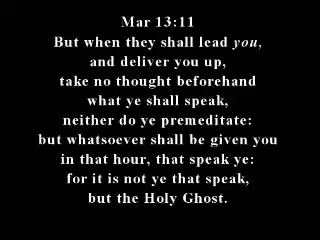 Mar 13:11
But when they shall lead you,
and deliver you up,
take no thought beforehand
what ye shall speak,
neither do ye premeditate:
but whatsoever shall be given you
in that hour, that speak ye:
for it is not ye that speak,
but the Holy Ghost.